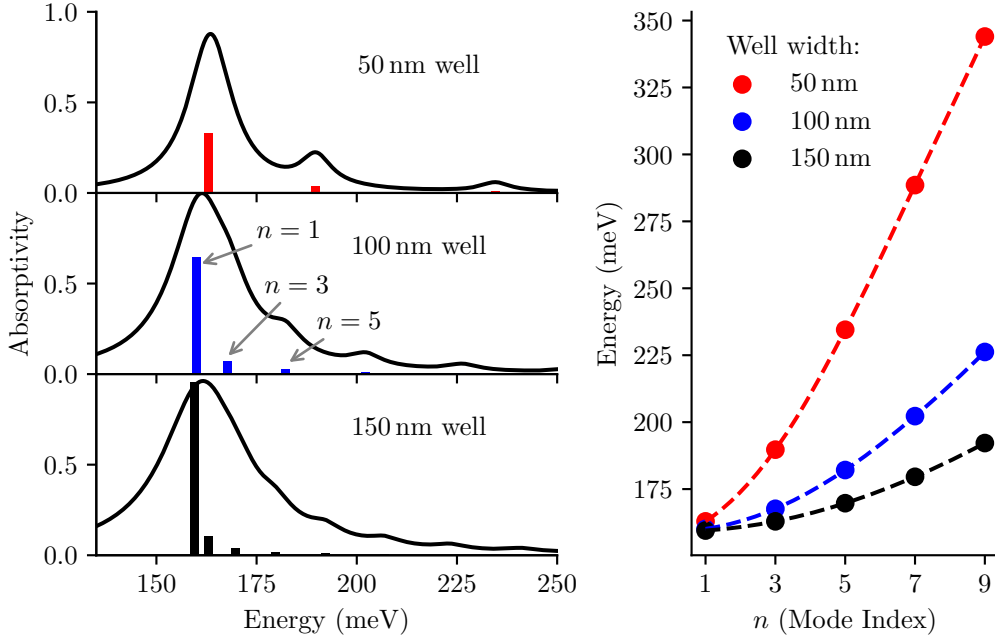 1.0
0.5
0.0
50 nm well
0.5
0.0
n = 1
n = 3
n = 5
100 nm well
0.5
0.0
150 nm well
150
175
200
225
250
Energy (meV)
Absorptivity
350
325
300
275
250
225
200
175
Energy (meV)
Well width:
50 nm
100 nm
150 nm
1
3
5
7
9
n (Mode Index)